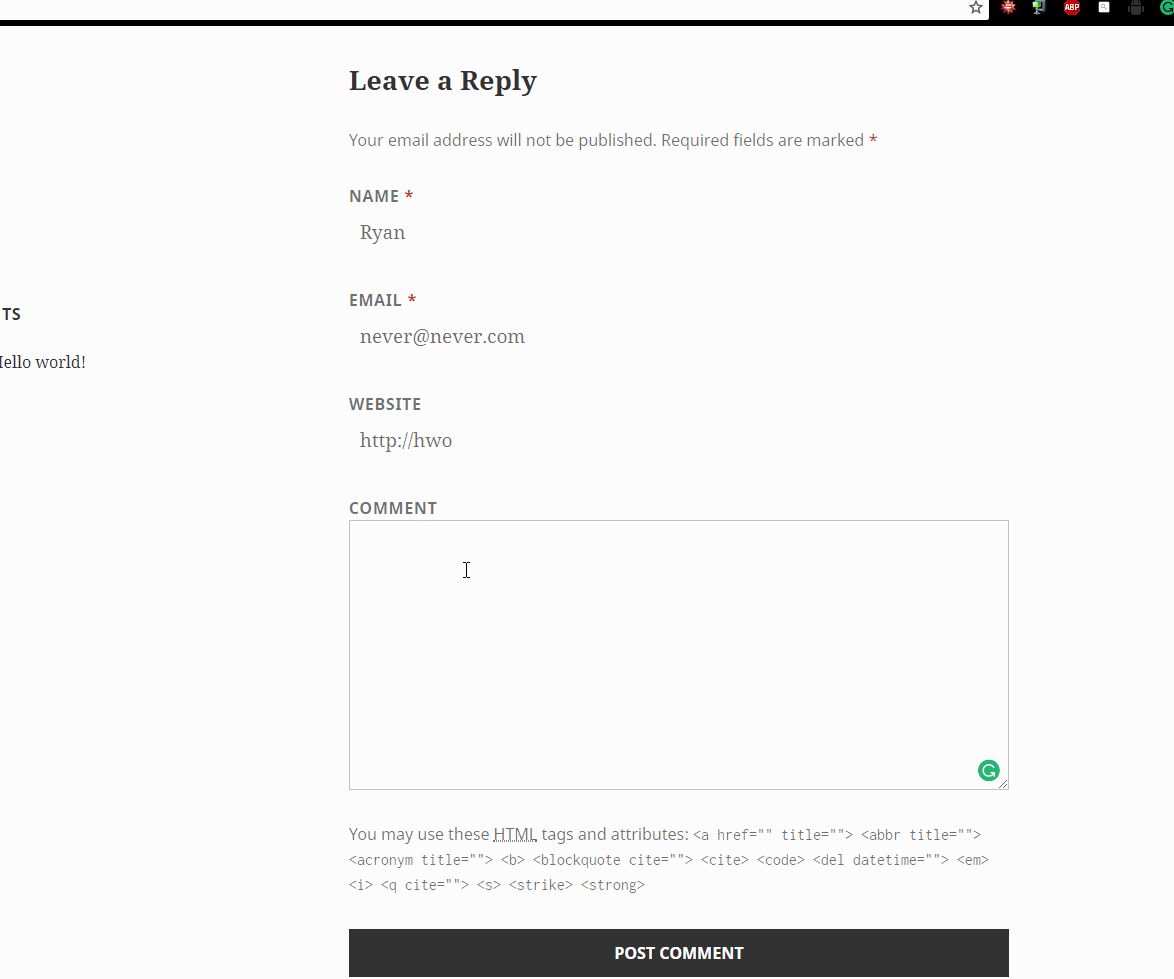 ABP
Leave a Reply
Your email address will not be published. Required fields are marked *
NAME *
Ryan
EMAIL *
never@never.com
TS
Hello world!
WEBSITE
http://hwo
COMMENT
You may use these HTML tags and attributes: <a href="" title=""> <abbr title="">
<acronym title=""> <b> <blockquote cite=""> <cite> <code> <del datetime=""> <em>
<i> <q cite=""> <s> <strike> <strong>
POST COMMENT